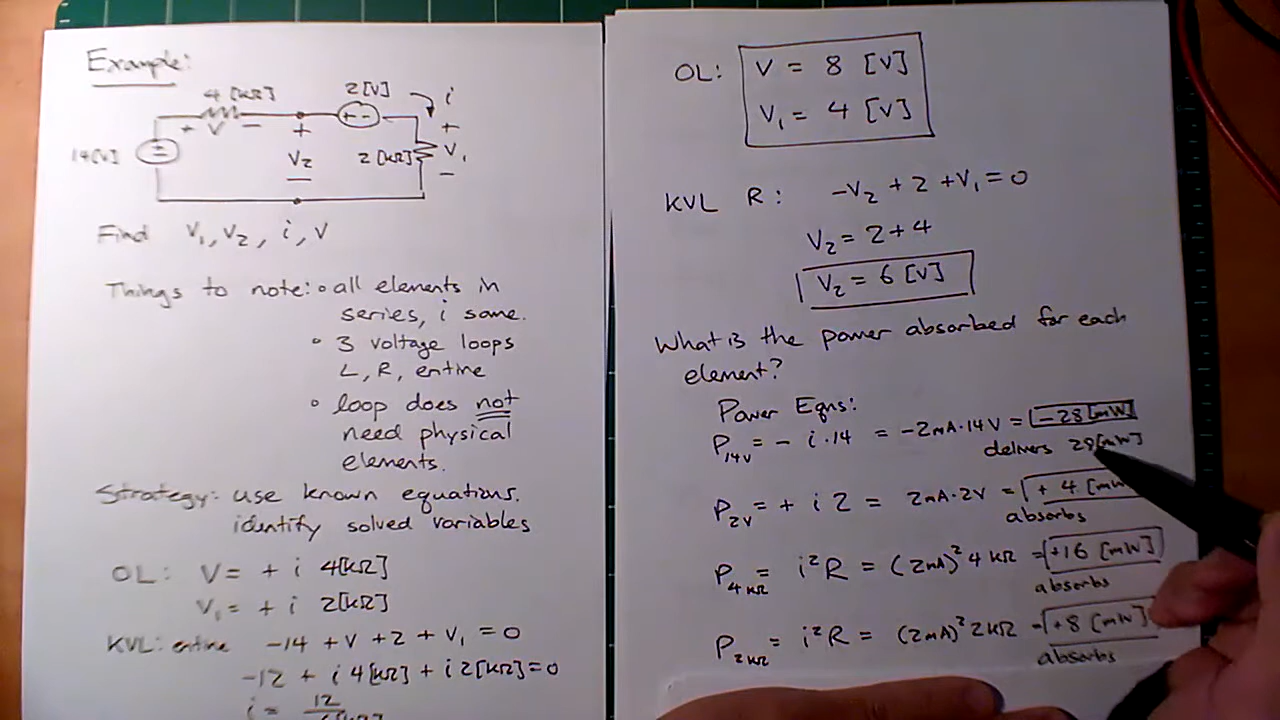 Example:
4 [kΩ]
2 [V]
i
+ V -
+ -
+
V₂
-
14 [V]
±
2 [kΩ]
+
V₁
-
Find V₁, V₂, i, V
Things to note: ∘ all elements in
series, i same.
∘ 3 voltage loops
L, R, entire
∘ loop does not
need physical
elements.
Strategy: use known equations.
identify solved variables
OL: V = + i 4[kΩ]
V₁ = + i 2[kΩ]
KVL: entire -14 + V + 2 + V₁ = 0
-12 + i 4[kΩ] + i 2[kΩ] = 0
i = 12
OL: V = 8 [V]
V₁ = 4 [V]
KVL R: -V₂ + 2 + V₁ = 0
V₂ = 2 + 4
V₂ = 6 [V]
What is the power absorbed for each
element?
Power Eqns:
P14V = - i · 14 = -2mA · 14V = -28 [mW]
delivers 28[mW]
P2V = + i 2 = 2mA · 2V = + 4 [mW
absorbs
P4kΩ = i²R = (2mA)² 4kΩ = +16 [mW]
absorbs
P2kΩ = i²R = (2mA)² 2kΩ = +8 [mW]
absorbs